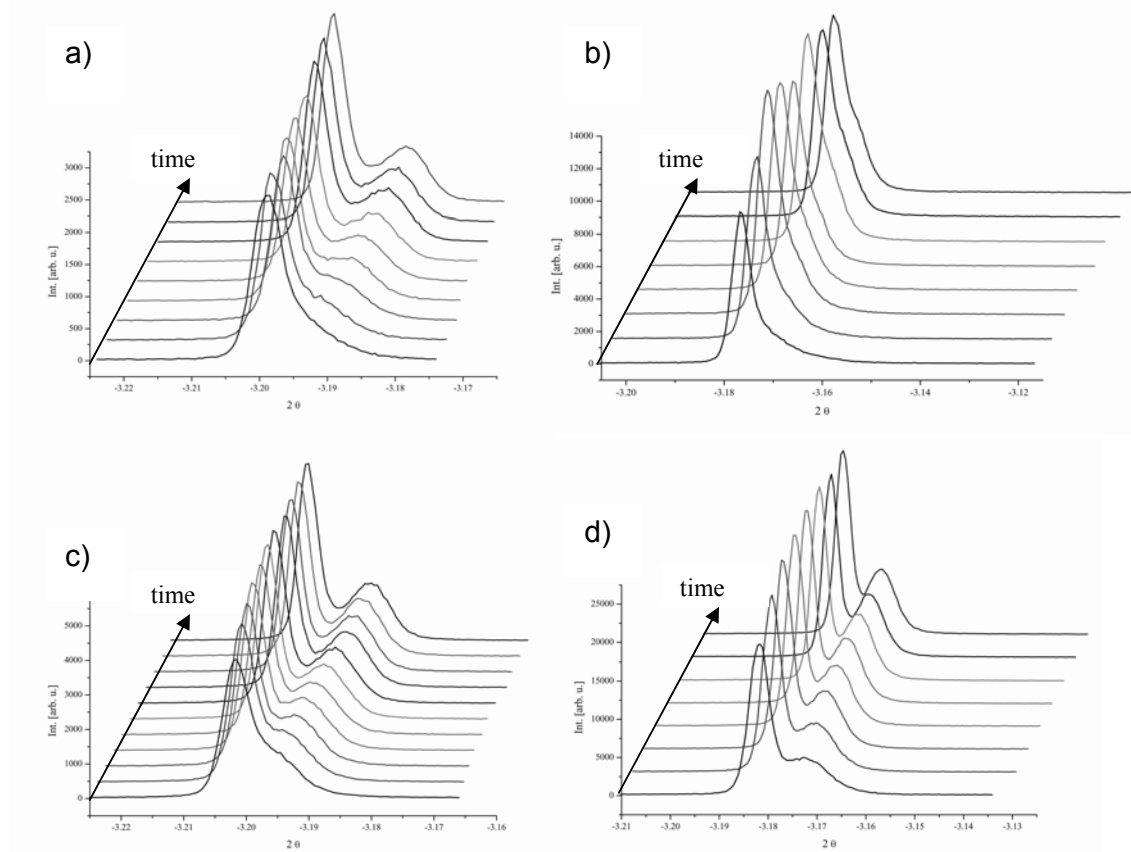 a)
time
3000
2500
2000
1500
1000
500
0
Int. [arb. u.]
-3.22 -3.21 -3.20 -3.19 -3.18 -3.17
2 θ
b)
time
14000
12000
10000
8000
6000
4000
2000
0
Int. [arb. u.]
-3.20 -3.18 -3.16 -3.14 -3.12
2 θ
c)
time
5000
4000
3000
2000
1000
0
Int. [arb. u.]
-3.22 -3.21 -3.20 -3.19 -3.18 -3.17 -3.16
2 θ
d)
time
25000
20000
15000
10000
5000
0
Int. [arb. u.]
-3.21 -3.20 -3.19 -3.18 -3.17 -3.16 -3.15 -3.14 -3.13
2 θ